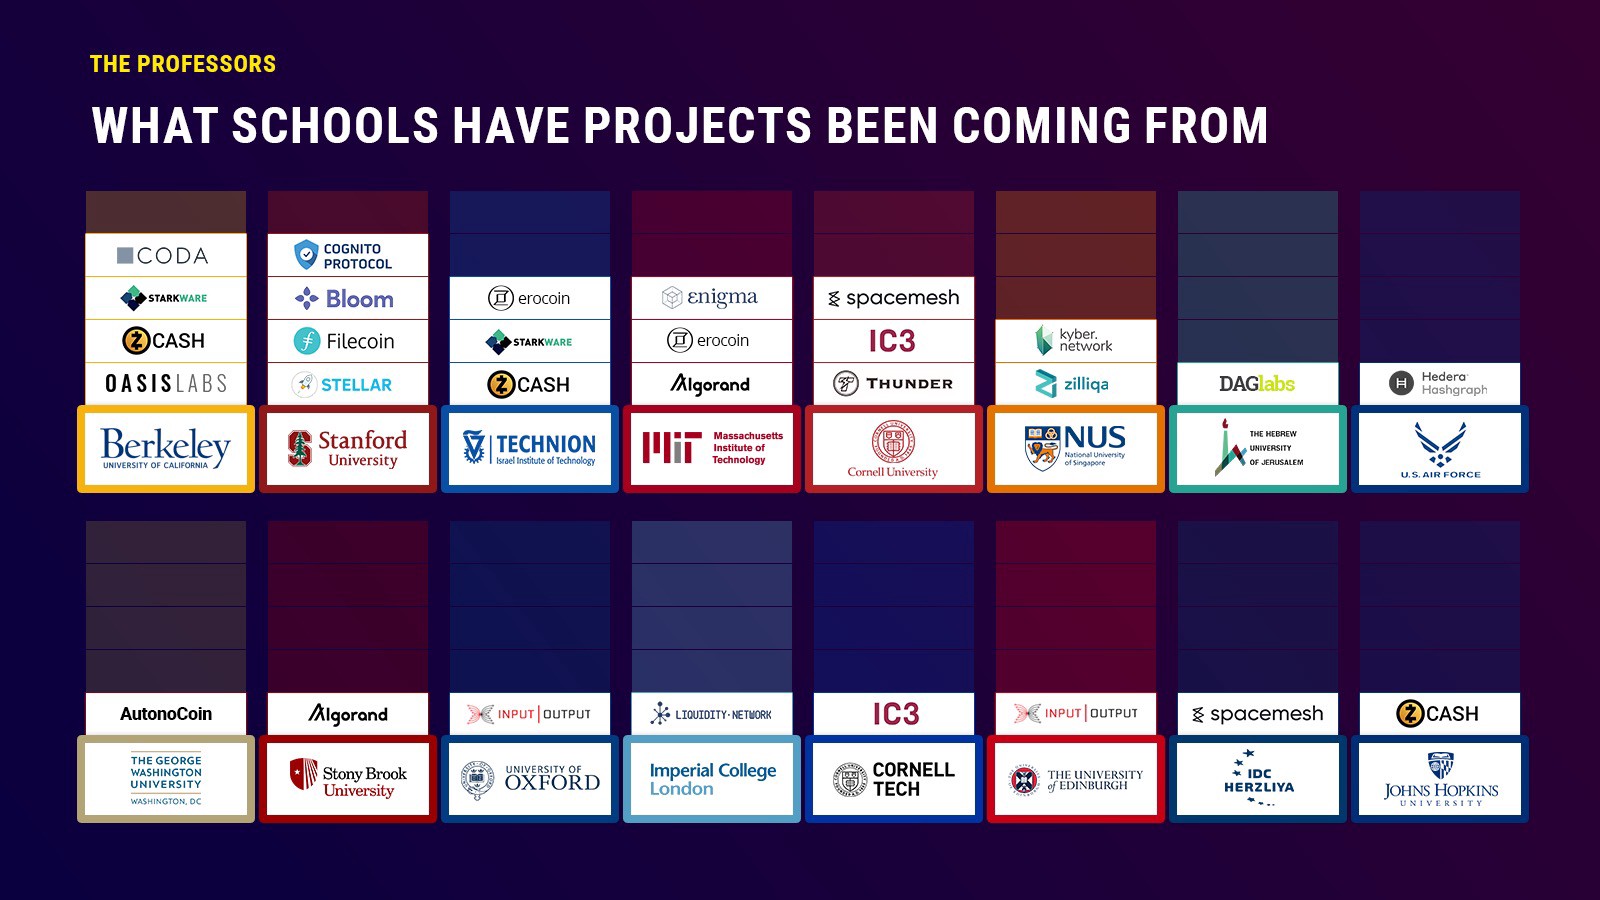 THE PROFESSORS
WHAT SCHOOLS HAVE PROJECTS BEEN COMING FROM
CODA
STARKWARE
ZCASH
OASISLABS
Berkeley
UNIVERSITY OF CALIFORNIA
COGNITO
PROTOCOL
Bloom
Filecoin
STELLAR
Stanford
University
erocoin
STARKWARE
ZCASH
TECHNION
Israel Institute of Technology
εnigma
erocoin
Algorand
MIT
Massachusetts
Institute of
Technology
spacemesh
IC3
THUNDER
Cornell University
kyber.
network
zilliqa
NUS
National University
of Singapore
DAGlabs
THE HEBREW
UNIVERSITY
OF JERUSALEM
H
Hedera
Hashgraph
U.S. AIR FORCE
AutonoCoin
THE GEORGE
WASHINGTON
UNIVERSITY
WASHINGTON, DC
Algorand
Stony Brook
University
INPUT|OUTPUT
UNIVERSITY OF
OXFORD
LIQUIDITY·NETWORK
Imperial College
London
IC3
CORNELL
TECH
INPUT|OUTPUT
THE UNIVERSITY
of EDINBURGH
spacemesh
IDC
HERZLIYA
ZCASH
JOHNS HOPKINS
UNIVERSITY